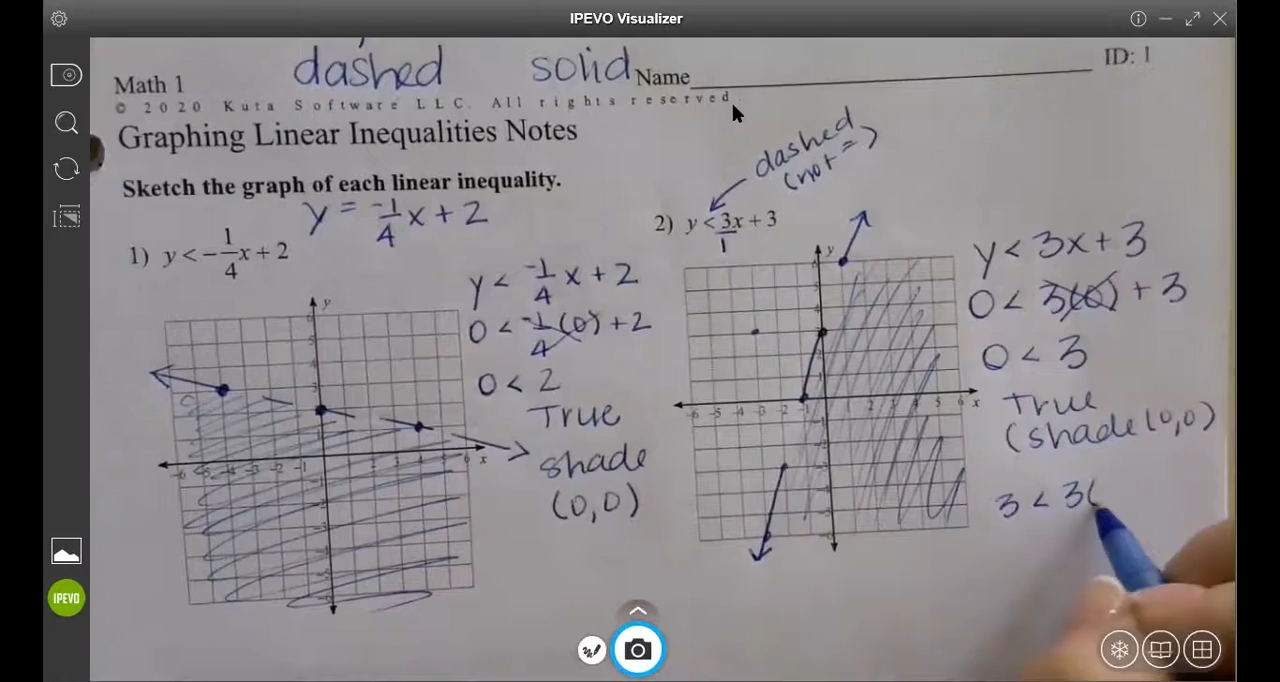 IPEVO Visualizer
dashed solid
Math 1 Name ID: 1
© 2020 Kuta Software LLC. All rights reserved.
Graphing Linear Inequalities Notes
Sketch the graph of each linear inequality.
y = -1/4 x + 2
1) y < -1/4 x + 2
y < -1/4 x + 2
0 < -1/4 (0) + 2
0 < 2
True
shade
(0,0)
dashed
(not =)
2) y < 3x + 3
1
y < 3x + 3
0 < 3(0) + 3
0 < 3
True
(shade (0,0)
3 < 3(
IPEVO